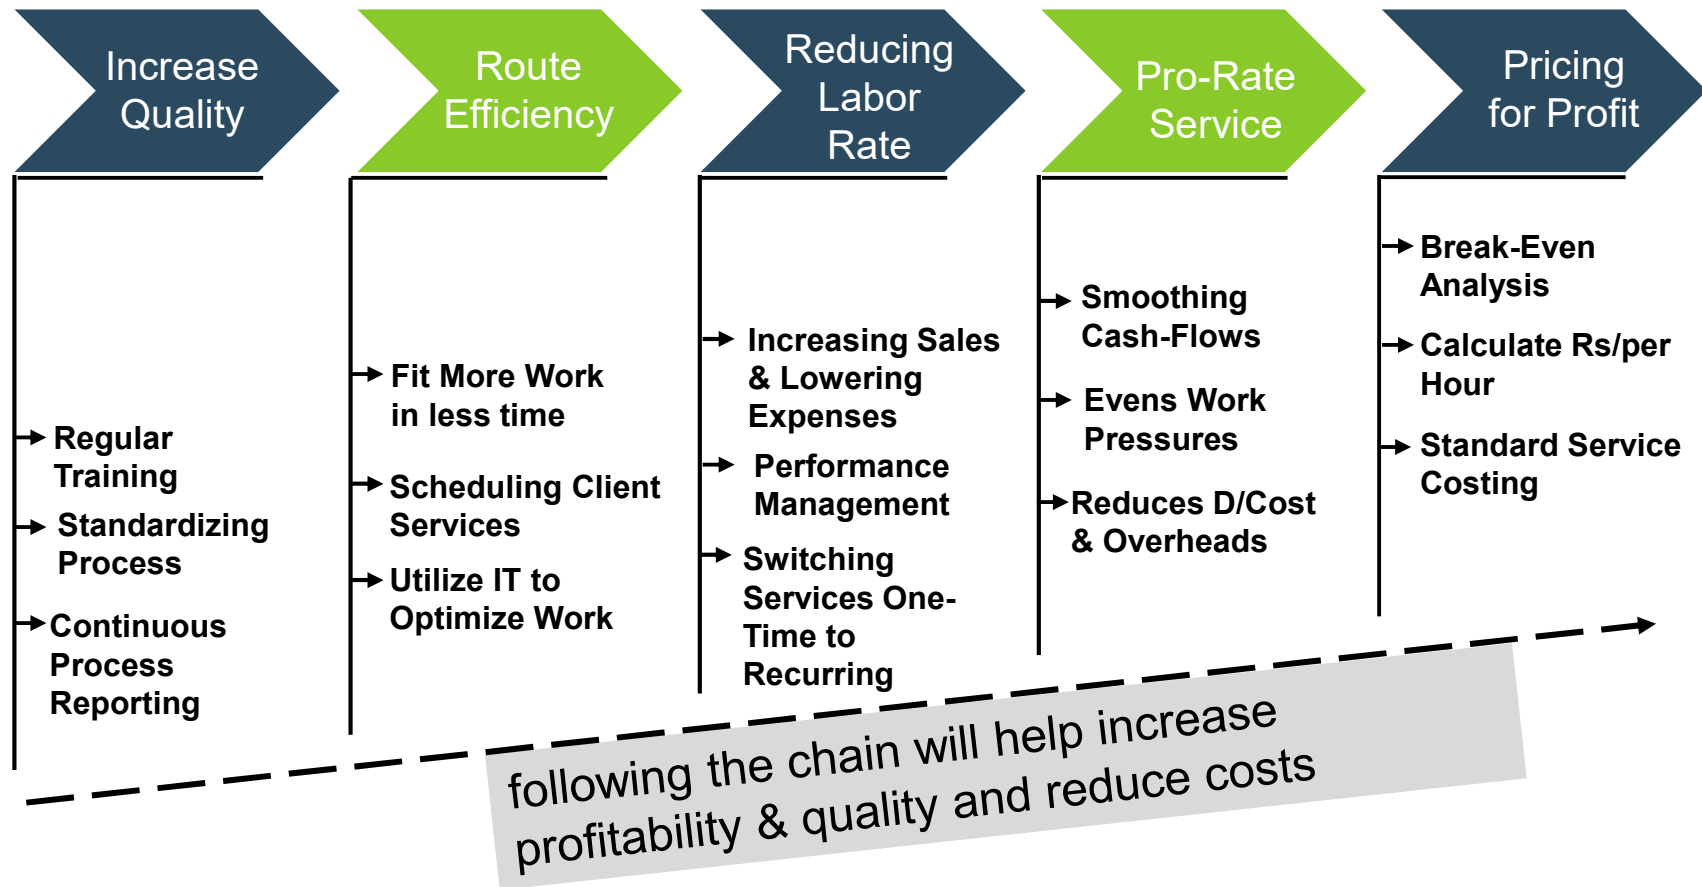 Increase
Quality
Route
Efficiency
Reducing
Labor
Rate
Pro-Rate
Service
Pricing
for Profit
Regular
Training
Standardizing
Process
Continuous
Process
Reporting
Fit More Work
in less time
Scheduling Client
Services
Utilize IT to
Optimize Work
Increasing Sales
& Lowering
Expenses
Performance
Management
Switching
Services One-
Time to
Recurring
Smoothing
Cash-Flows
Evens Work
Pressures
Reduces D/Cost
& Overheads
Break-Even
Analysis
Calculate Rs/per
Hour
Standard Service
Costing
following the chain will help increase
profitability & quality and reduce costs